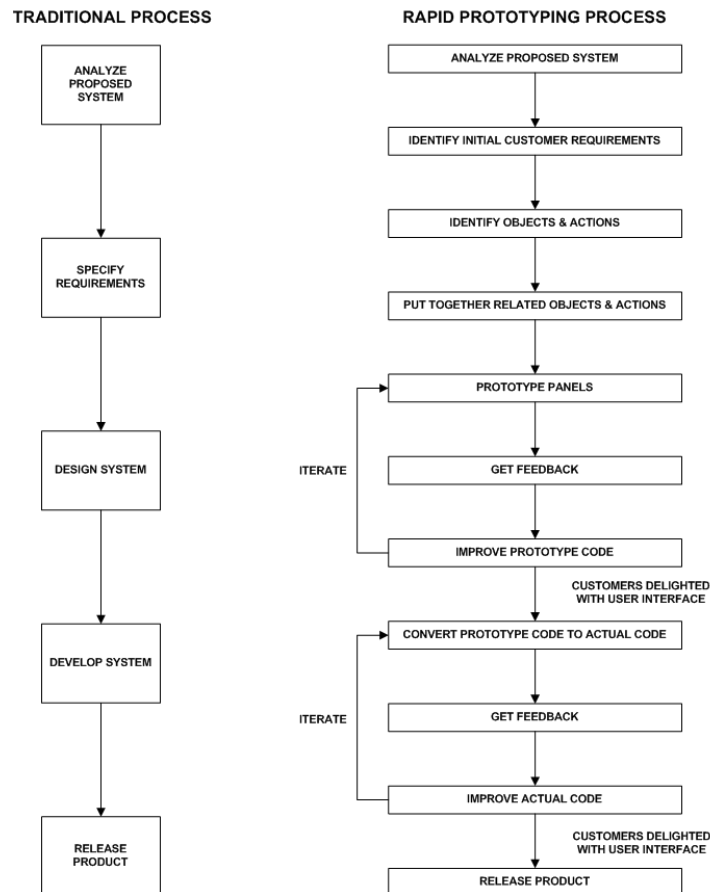 TRADITIONAL PROCESS
ANALYZE
PROPOSED
SYSTEM
SPECIFY
REQUIREMENTS
DESIGN SYSTEM
DEVELOP SYSTEM
RELEASE
PRODUCT
RAPID PROTOTYPING PROCESS
ANALYZE PROPOSED SYSTEM
IDENTIFY INITIAL CUSTOMER REQUIREMENTS
IDENTIFY OBJECTS & ACTIONS
PUT TOGETHER RELATED OBJECTS & ACTIONS
PROTOTYPE PANELS
ITERATE
GET FEEDBACK
IMPROVE PROTOTYPE CODE
CUSTOMERS DELIGHTED
WITH USER INTERFACE
CONVERT PROTOTYPE CODE TO ACTUAL CODE
ITERATE
GET FEEDBACK
IMPROVE ACTUAL CODE
CUSTOMERS DELIGHTED
WITH USER INTERFACE
RELEASE PRODUCT